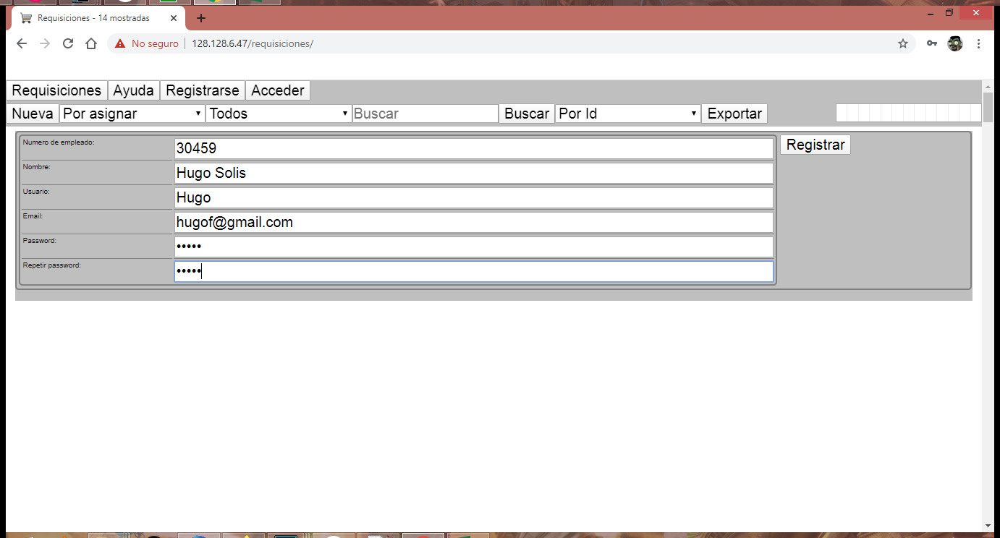 Requisiciones - 14 mostradas
No seguro 128.128.6.47/requisiciones/
Requisiciones Ayuda Registrarse Acceder
Nueva Por asignar Todos Buscar Buscar Por Id Exportar
Numero de empleado: 30459 Registrar
Nombre: Hugo Solis
Usuario: Hugo
Email: hugof@gmail.com
Password: •••••
Repetir password: •••••